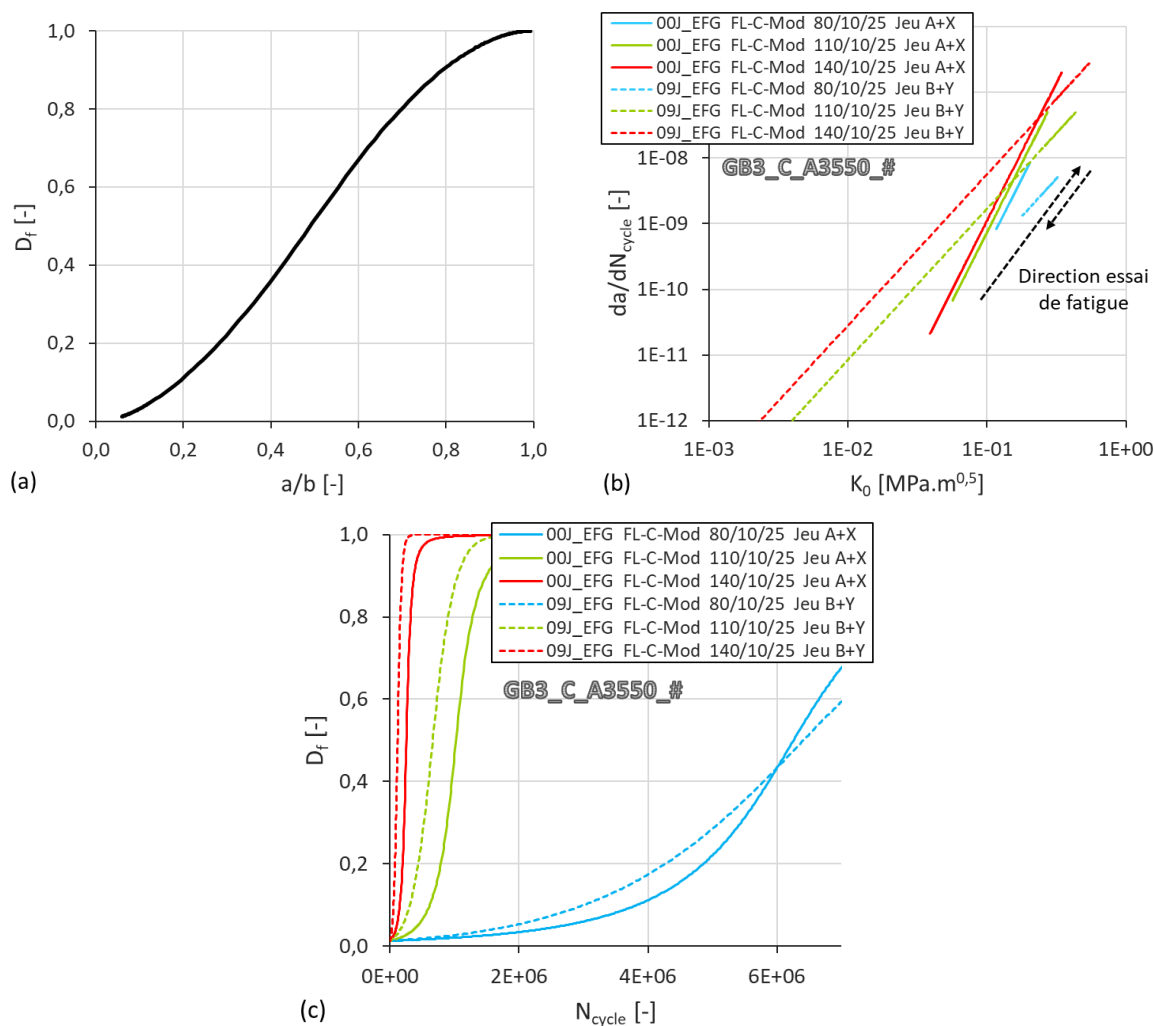 1,0
0,8
0,6
0,4
0,2
0,0
D_f [-]
0,0 0,2 0,4 0,6 0,8 1,0
a/b [-]
(a)
00J_EFG FL-C-Mod 80/10/25 Jeu A+X
00J_EFG FL-C-Mod 110/10/25 Jeu A+X
00J_EFG FL-C-Mod 140/10/25 Jeu A+X
09J_EFG FL-C-Mod 80/10/25 Jeu B+Y
09J_EFG FL-C-Mod 110/10/25 Jeu B+Y
09J_EFG FL-C-Mod 140/10/25 Jeu B+Y
GB3_C_A3550_#
1E-08
1E-09
1E-10
1E-11
1E-12
da/dN_cycle [-]
Direction essai
de fatigue
1E-03 1E-02 1E-01 1E+00
K_0 [MPa.m^0,5]
(b)
00J_EFG FL-C-Mod 80/10/25 Jeu A+X
00J_EFG FL-C-Mod 110/10/25 Jeu A+X
00J_EFG FL-C-Mod 140/10/25 Jeu A+X
09J_EFG FL-C-Mod 80/10/25 Jeu B+Y
09J_EFG FL-C-Mod 110/10/25 Jeu B+Y
09J_EFG FL-C-Mod 140/10/25 Jeu B+Y
GB3_C_A3550_#
1,0
0,8
0,6
0,4
0,2
0,0
D_f [-]
0E+00 2E+06 4E+06 6E+06
N_cycle [-]
(c)